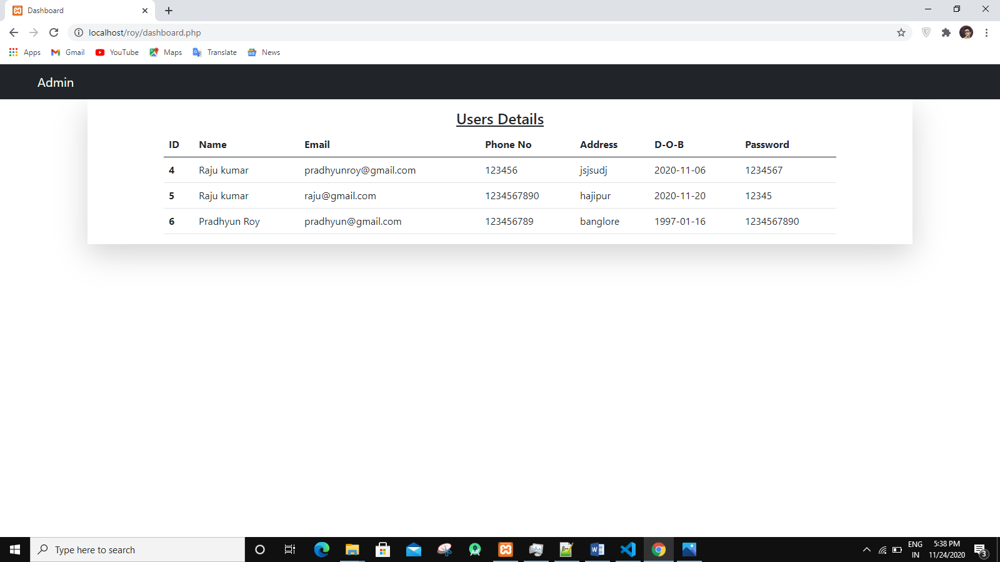 Dashboard
localhost/roy/dashboard.php
Apps Gmail YouTube Maps Translate News
Admin
Users Details
ID Name Email Phone No Address D-O-B Password
4 Raju kumar pradhyunroy@gmail.com 123456 jsjsudj 2020-11-06 1234567
5 Raju kumar raju@gmail.com 1234567890 hajipur 2020-11-20 12345
6 Pradhyun Roy pradhyun@gmail.com 123456789 banglore 1997-01-16 1234567890
Type here to search
ENG 5:38 PM
IN 11/24/2020 3